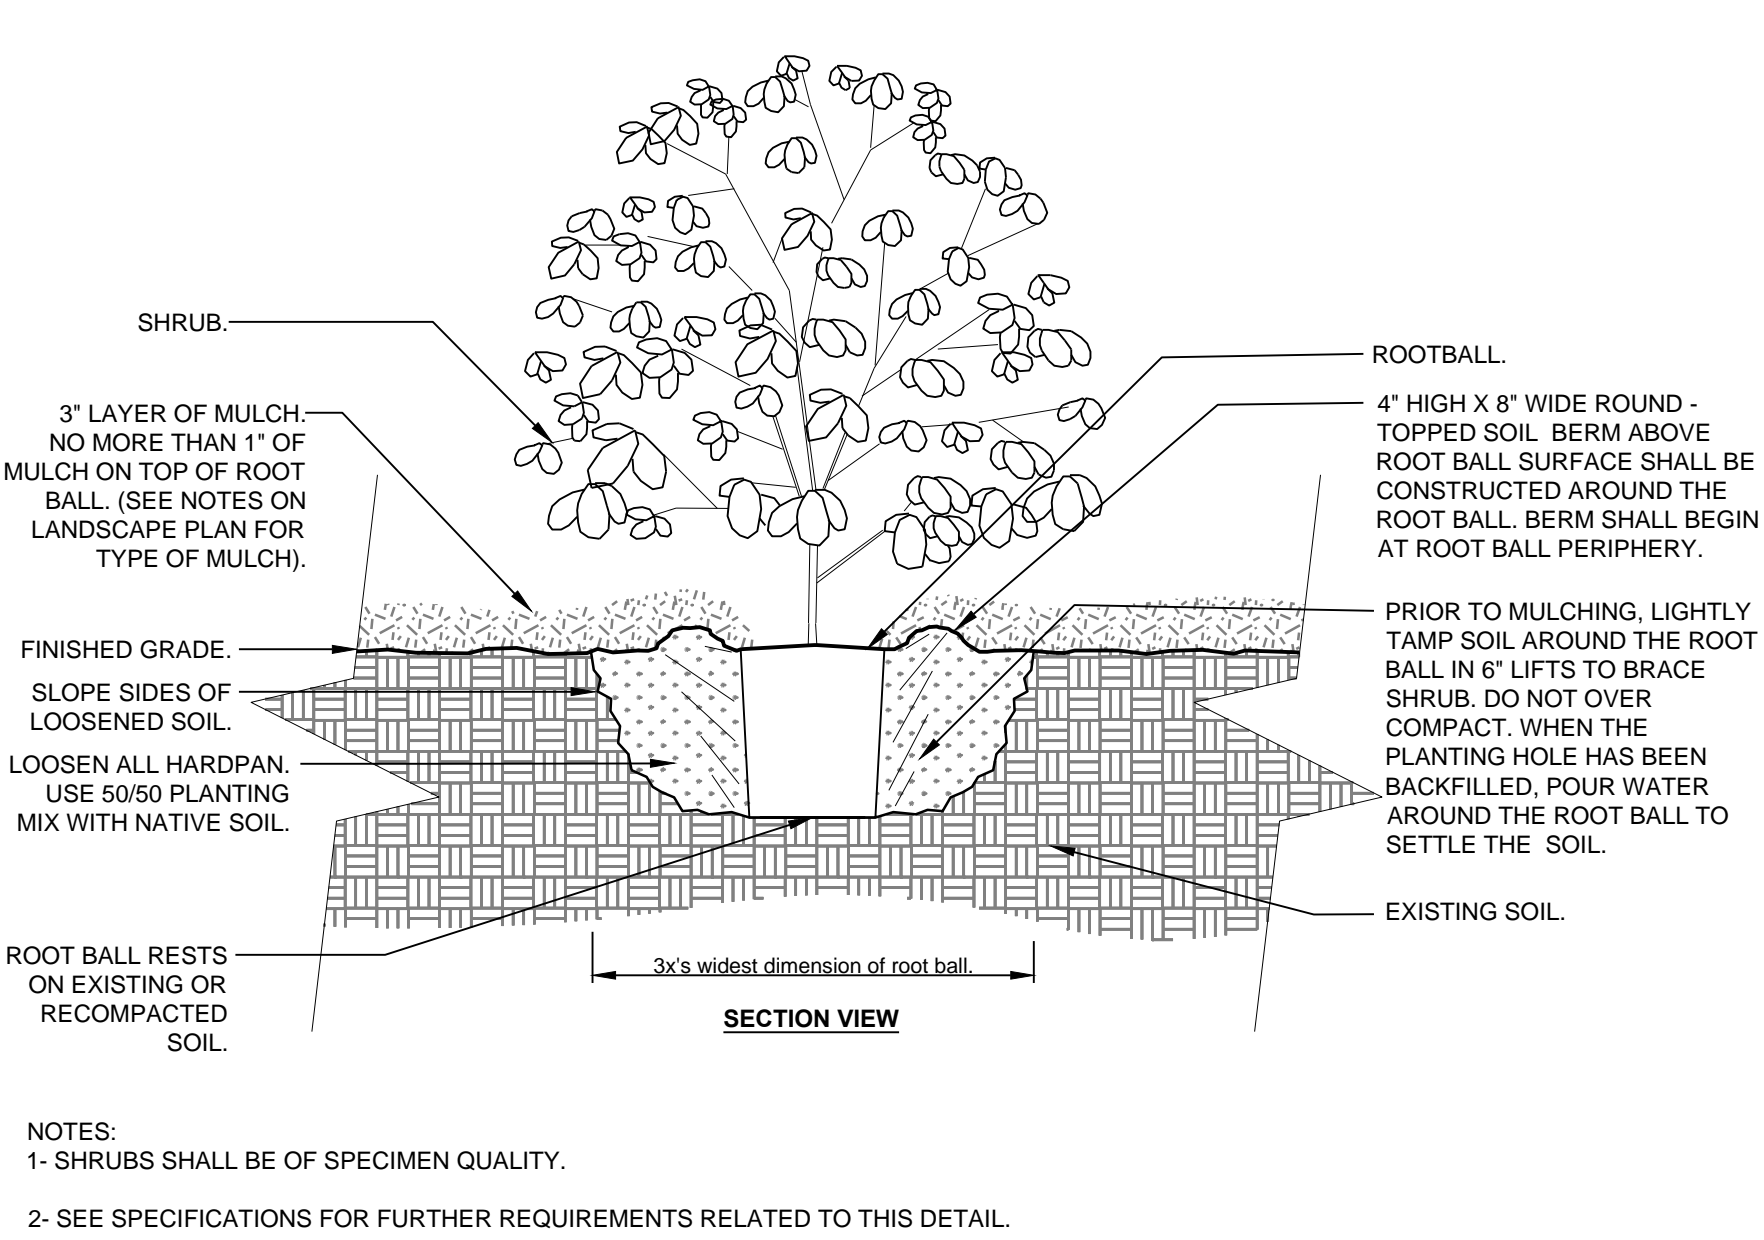 SHRUB.
3" LAYER OF MULCH.
NO MORE THAN 1" OF
MULCH ON TOP OF ROOT
BALL. (SEE NOTES ON
LANDSCAPE PLAN FOR
TYPE OF MULCH).
FINISHED GRADE.
SLOPE SIDES OF
LOOSENED SOIL.
LOOSEN ALL HARDPAN.
USE 50/50 PLANTING
MIX WITH NATIVE SOIL.
ROOT BALL RESTS
ON EXISTING OR
RECOMPACTED
SOIL.
ROOTBALL.
4" HIGH X 8" WIDE ROUND -
TOPPED SOIL BERM ABOVE
ROOT BALL SURFACE SHALL BE
CONSTRUCTED AROUND THE
ROOT BALL. BERM SHALL BEGIN
AT ROOT BALL PERIPHERY.
PRIOR TO MULCHING, LIGHTLY
TAMP SOIL AROUND THE ROOT
BALL IN 6" LIFTS TO BRACE
SHRUB. DO NOT OVER
COMPACT. WHEN THE
PLANTING HOLE HAS BEEN
BACKFILLED, POUR WATER
AROUND THE ROOT BALL TO
SETTLE THE SOIL.
EXISTING SOIL.
3x's widest dimension of root ball.
SECTION VIEW
NOTES:
1- SHRUBS SHALL BE OF SPECIMEN QUALITY.
2- SEE SPECIFICATIONS FOR FURTHER REQUIREMENTS RELATED TO THIS DETAIL.